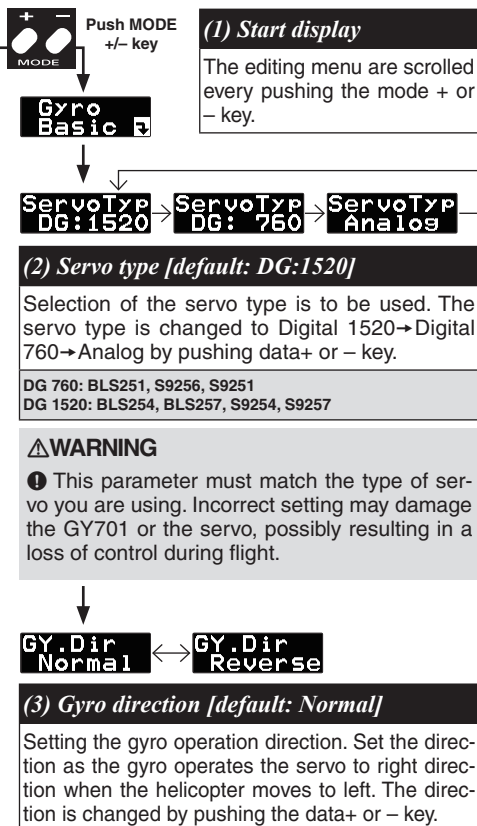 + –
MODE
Push MODE
+/– key
(1) Start display
The editing menu are scrolled
every pushing the mode + or
– key.
Gyro
Basic
ServoTyp
DG:1520
ServoTyp
DG: 760
ServoTyp
Analog
(2) Servo type [default: DG:1520]
Selection of the servo type is to be used. The
servo type is changed to Digital 1520→Digital
760→Analog by pushing data+ or – key.
DG 760: BLS251, S9256, S9251
DG 1520: BLS254, BLS257, S9254, S9257
⚠WARNING
❶ This parameter must match the type of ser-
vo you are using. Incorrect setting may damage
the GY701 or the servo, possibly resulting in a
loss of control during flight.
GY.Dir
Normal
GY.Dir
Reverse
(3) Gyro direction [default: Normal]
Setting the gyro operation direction. Set the direc-
tion as the gyro operates the servo to right direc-
tion when the helicopter moves to left. The direc-
tion is changed by pushing the data+ or – key.